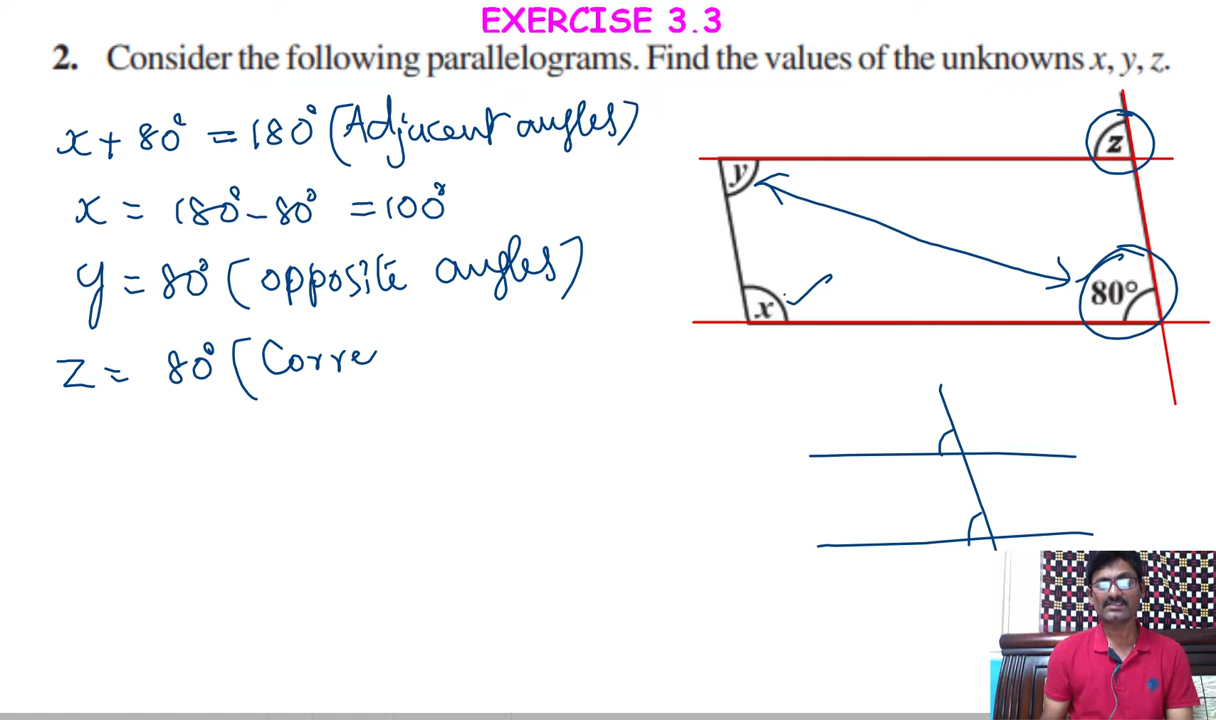 EXERCISE 3.3
2. Consider the following parallelograms. Find the values of the unknowns x, y, z.
x + 80° = 180° (Adjacent angles)
x = 180° - 80° = 100°
y = 80° (opposite angles)
z = 80° (Corre
z
y
80°
x